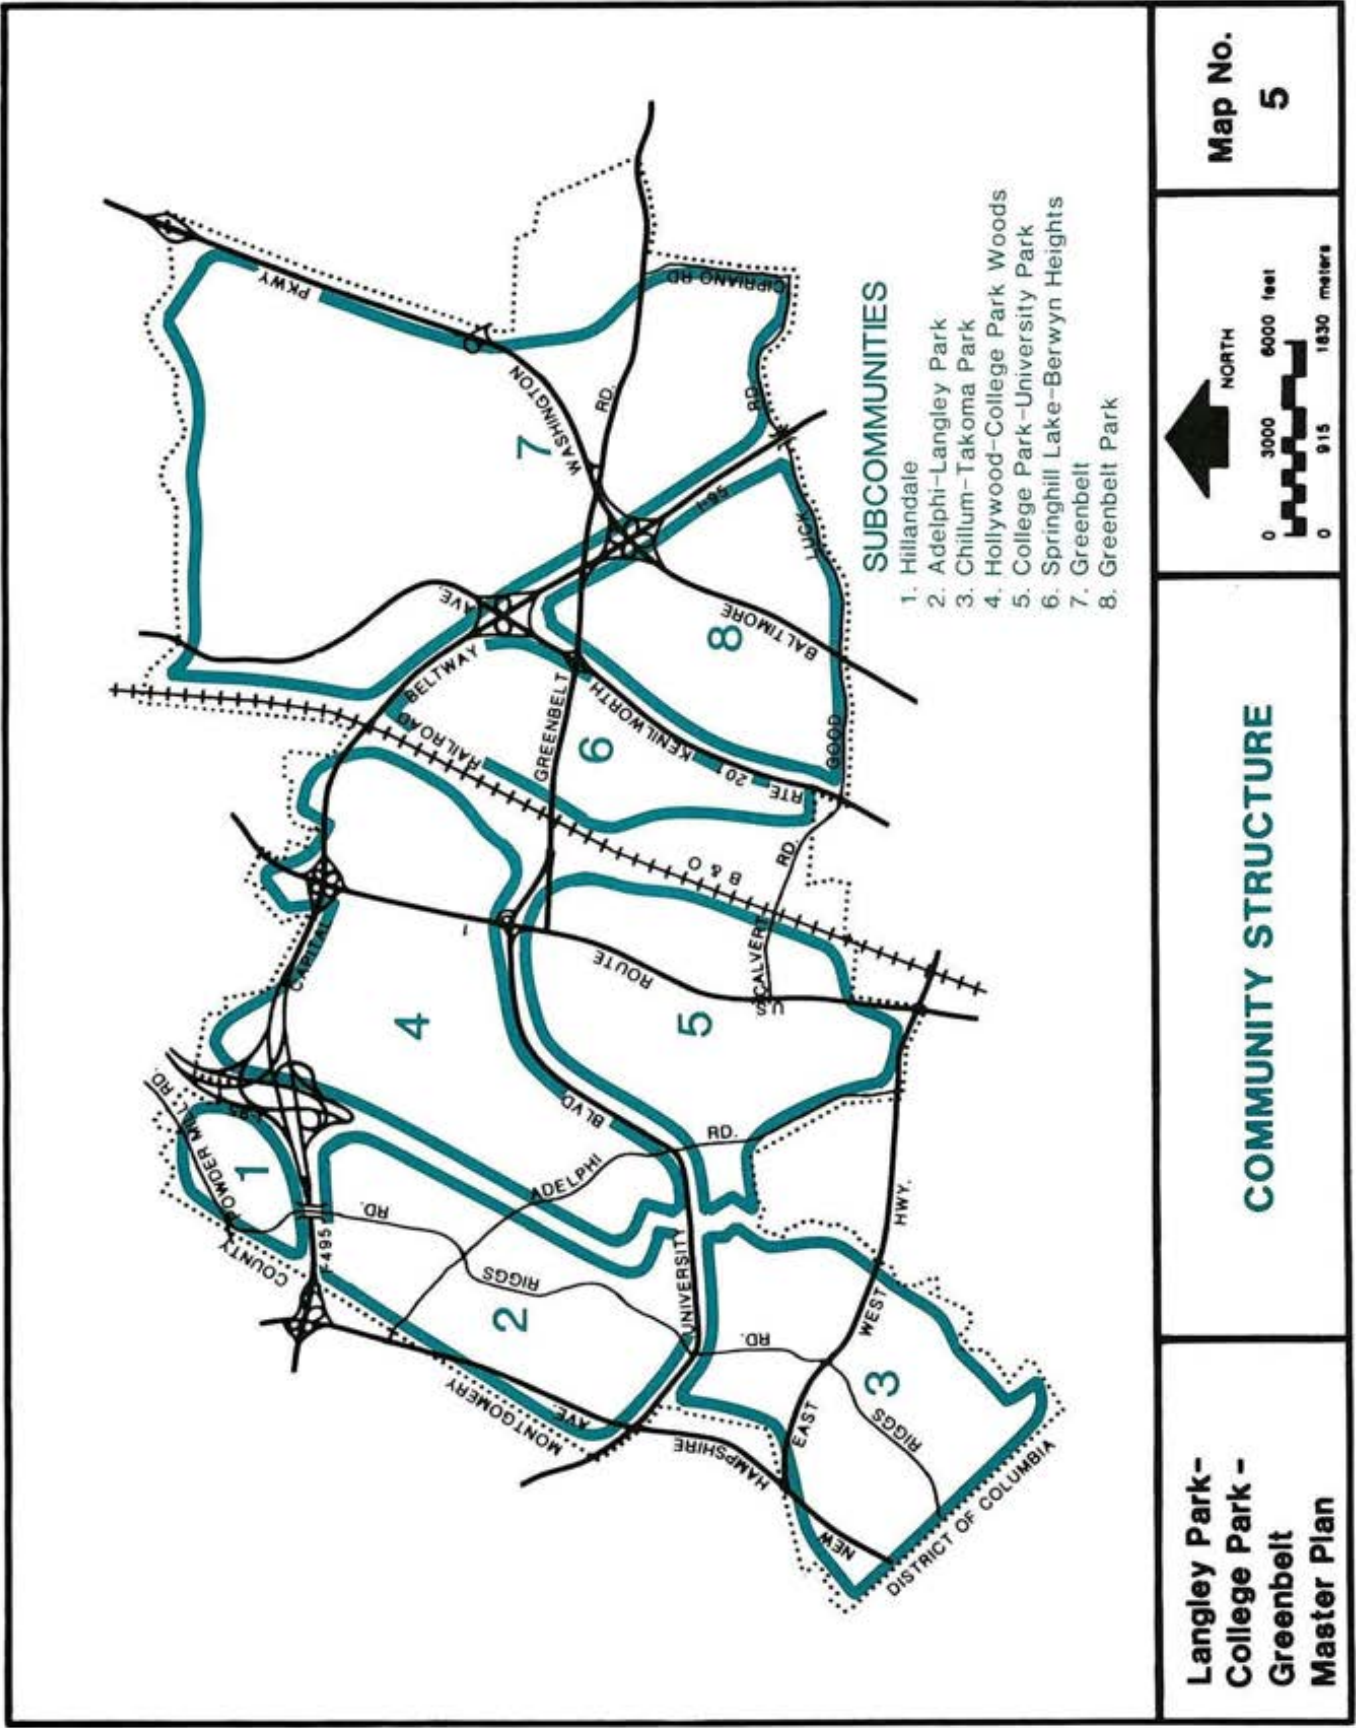 COUNTY
POWDER MILL RD.
I-95
1
I-495
RD.
CAPITAL
BELTWAY
AVE.
PKWY
WASHINGTON
7
RD.
CIPRIANO RD
RD.
4
1
RAILROAD
GREENBELT
6
KENILWORTH
RTE 201
I-95
BALTIMORE
8
LUCK
GOOD
B & O
RD.
CALVERT
U.S.
ROUTE
5
BLVD
ADELPHI
RD.
RIGGS
2
UNIVERSITY
MONTGOMERY
AVE.
HAMPSHIRE
NEW
RD.
EAST
WEST
HWY.
3
RIGGS
DISTRICT OF COLUMBIA
SUBCOMMUNITIES
1. Hillandale
2. Adelphi-Langley Park
3. Chillum-Takoma Park
4. Hollywood-College Park Woods
5. College Park-University Park
6. Springhill Lake-Berwyn Heights
7. Greenbelt
8. Greenbelt Park
Langley Park-
College Park -
Greenbelt
Master Plan
COMMUNITY STRUCTURE
NORTH
0 3000 6000 feet
0 915 1830 meters
Map No.
5